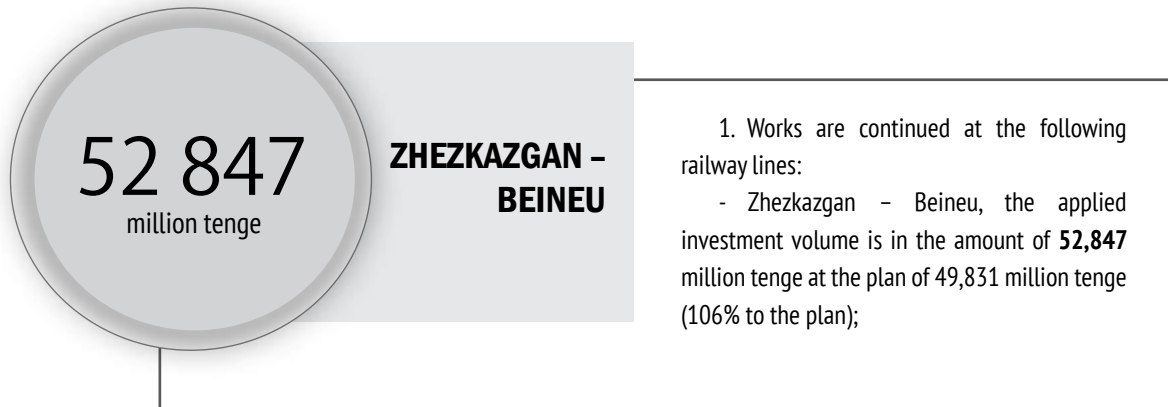 52 847
million tenge
ZHEZKAZGAN –
BEINEU
1. Works are continued at the following
railway lines:
- Zhezkazgan – Beineu, the applied
investment volume is in the amount of 52,847
million tenge at the plan of 49,831 million tenge
(106% to the plan);